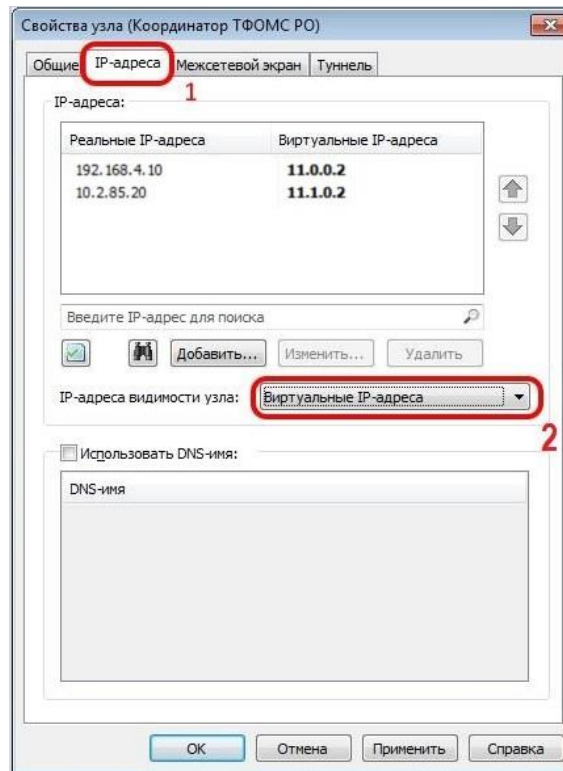 Свойства узла (Координатор ТФОМС РО)
Общие IP-адреса Межсетевой экран Туннель
1
IP-адреса:
Реальные IP-адреса Виртуальные IP-адреса
192.168.4.10 11.0.0.2
10.2.85.20 11.1.0.2
Введите IP-адрес для поиска
Добавить... Изменить... Удалить
IP-адреса видимости узла: Виртуальные IP-адреса
2
Использовать DNS-имя:
DNS-имя
OK Отмена Применить Справка